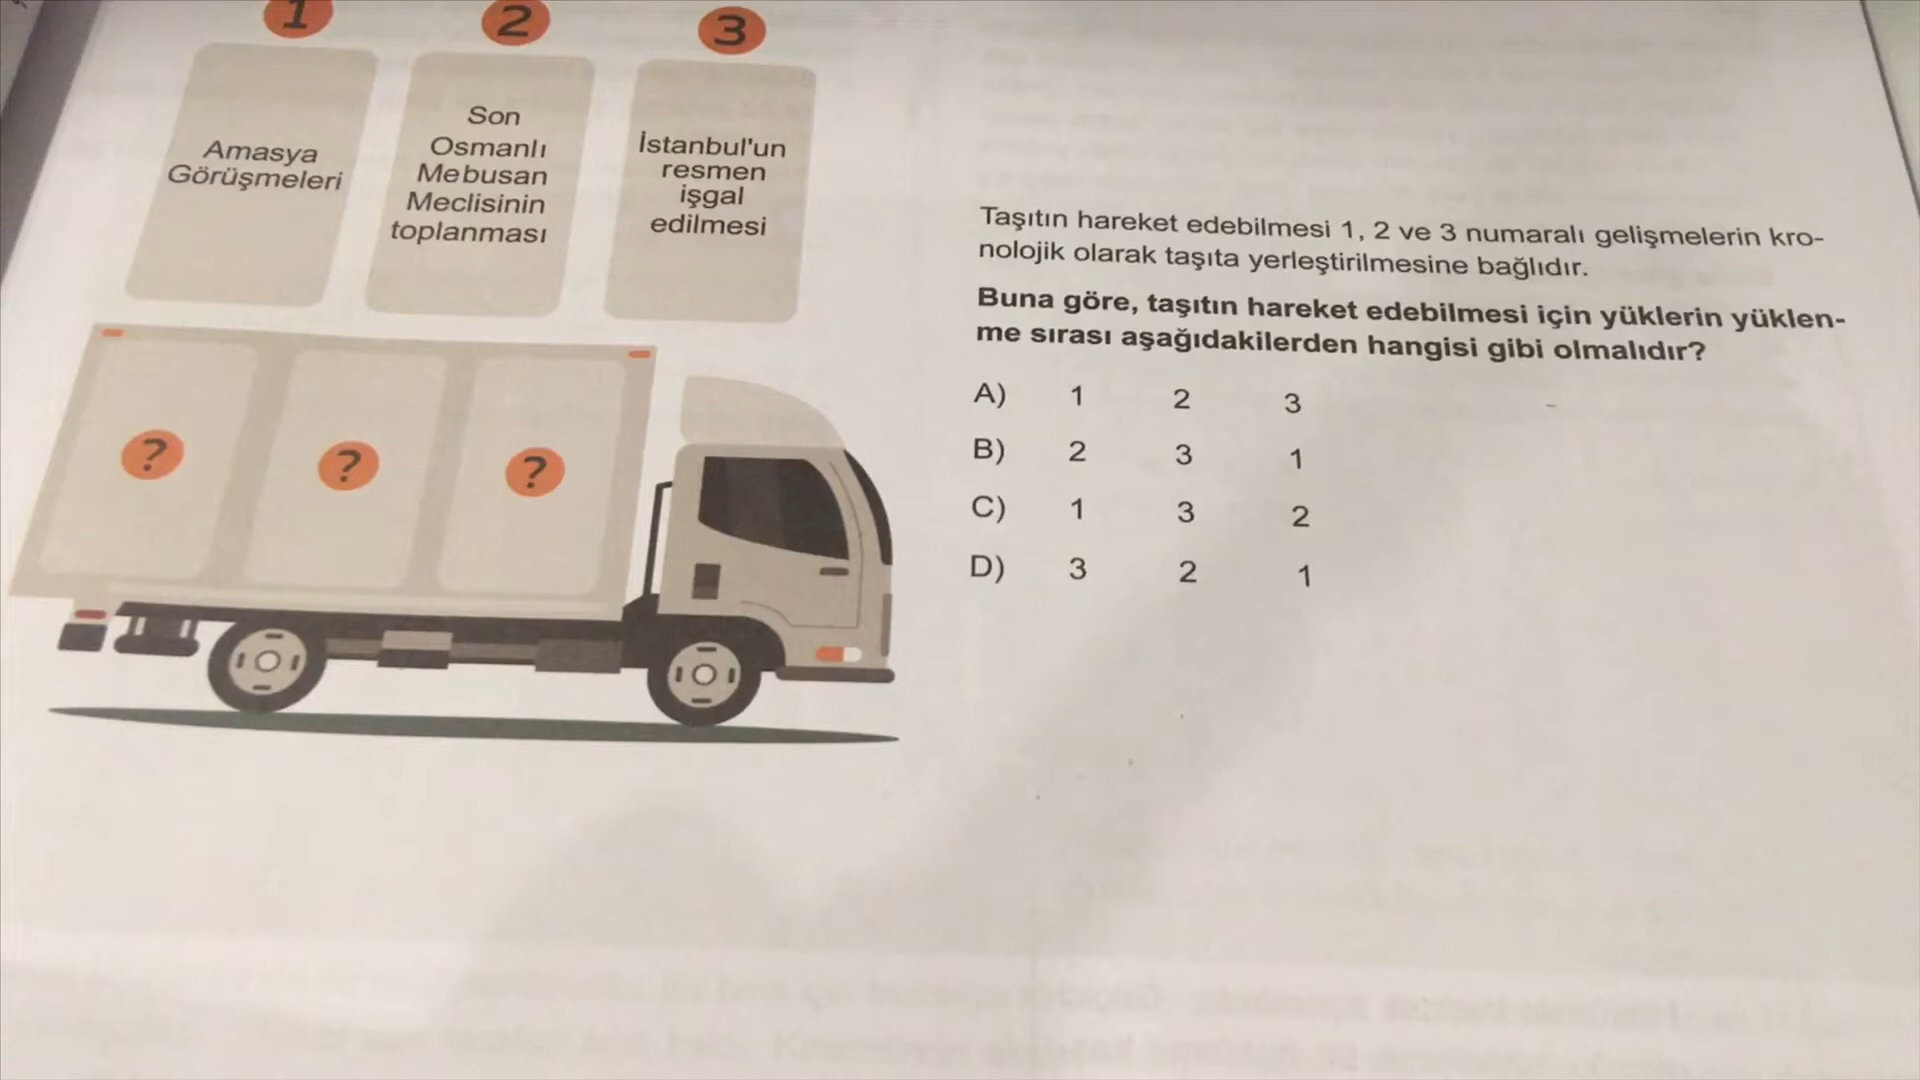 1
2
3
Amasya
Görüşmeleri
Son
Osmanlı
Mebusan
Meclisinin
toplanması
İstanbul'un
resmen
işgal
edilmesi
?
?
?
Taşıtın hareket edebilmesi 1, 2 ve 3 numaralı gelişmelerin kro-
nolojik olarak taşıta yerleştirilmesine bağlıdır.
Buna göre, taşıtın hareket edebilmesi için yüklerin yüklen-
me sırası aşağıdakilerden hangisi gibi olmalıdır?
A) 1 2 3
B) 2 3 1
C) 1 3 2
D) 3 2 1